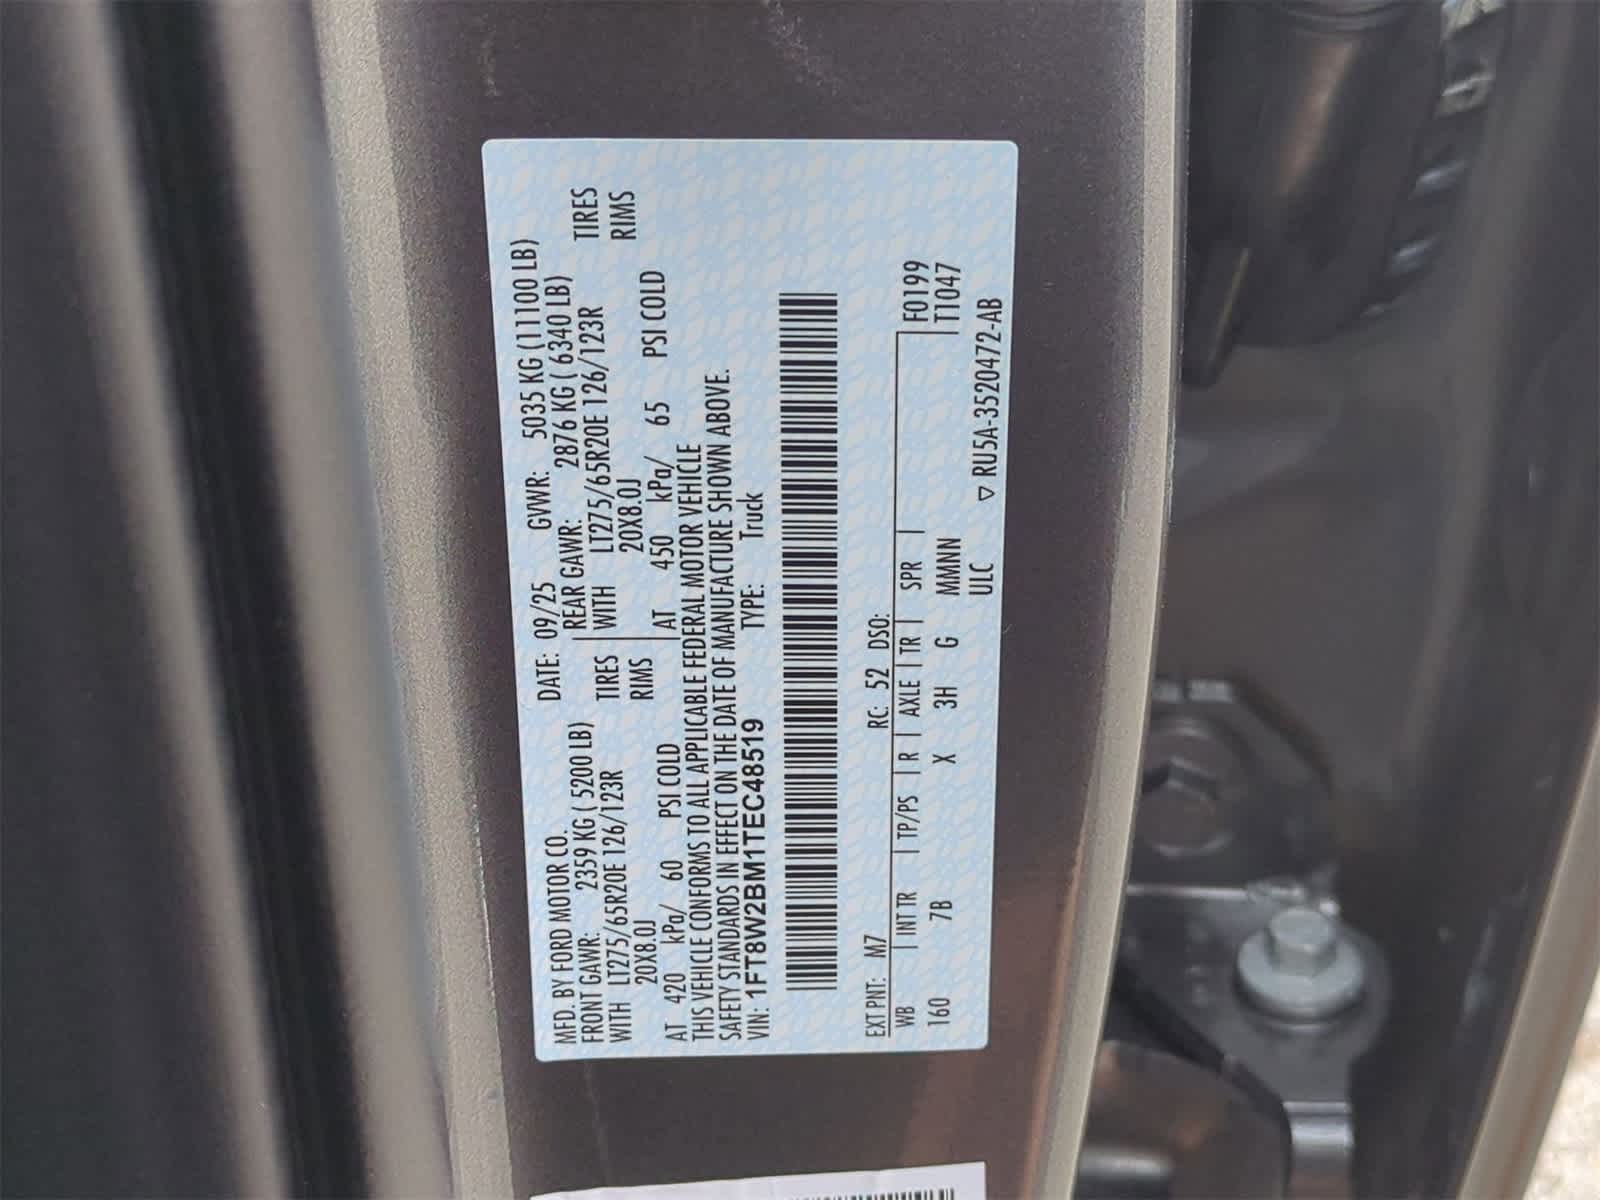 MFD. BY FORD MOTOR CO. DATE: 09/25 GVWR: 5035 KG (11100 LB)
FRONT GAWR: 2359 KG ( 5200 LB) REAR GAWR: 2876 KG ( 6340 LB)
WITH LT275/65R20E 126/123R TIRES WITH LT275/65R20E 126/123R TIRES
20X8.0J RIMS 20X8.0J RIMS
AT 420 kPa/ 60 PSI COLD AT 450 kPa/ 65 PSI COLD
THIS VEHICLE CONFORMS TO ALL APPLICABLE FEDERAL MOTOR VEHICLE
SAFETY STANDARDS IN EFFECT ON THE DATE OF MANUFACTURE SHOWN ABOVE.
VIN: 1FT8W2BM1TEC48519 TYPE: Truck
EXT PNT: M7 RC: 52 DSO:
WB | INT TR | TP/PS | R | AXLE | TR | SPR | F0199
160 7B X 3H G MMNN T1047
ULC
▽ RU5A-3520472-AB